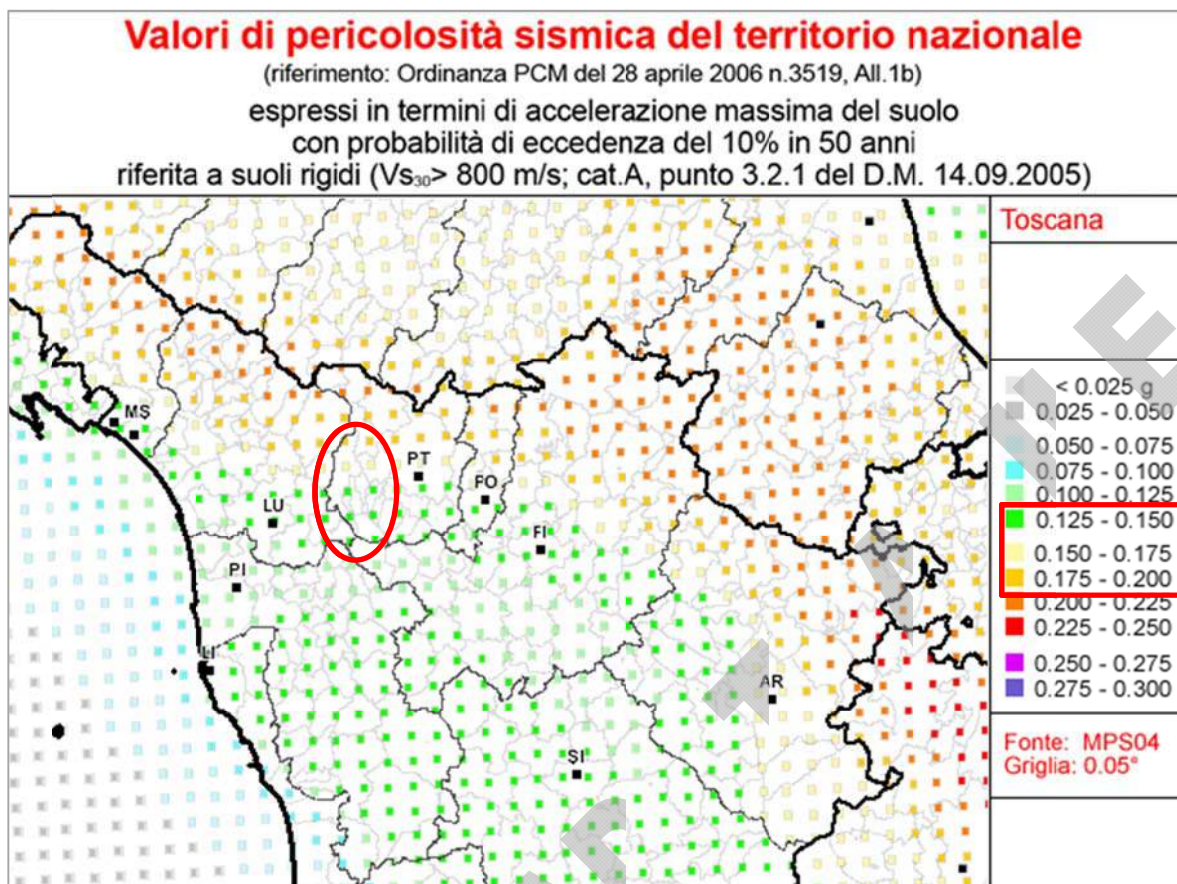 Valori di pericolosità sismica del territorio nazionale
(riferimento: Ordinanza PCM del 28 aprile 2006 n.3519, All.1b)
espressi in termini di accelerazione massima del suolo
con probabilità di eccedenza del 10% in 50 anni
riferita a suoli rigidi (Vs30> 800 m/s; cat.A, punto 3.2.1 del D.M. 14.09.2005)
Toscana
< 0.025 g
0.025 - 0.050
0.050 - 0.075
0.075 - 0.100
0.100 - 0.125
0.125 - 0.150
0.150 - 0.175
0.175 - 0.200
0.200 - 0.225
0.225 - 0.250
0.250 - 0.275
0.275 - 0.300
Fonte: MPS04
Griglia: 0.05°
MS
PT
FO
LU
FI
PI
LI
AR
SI